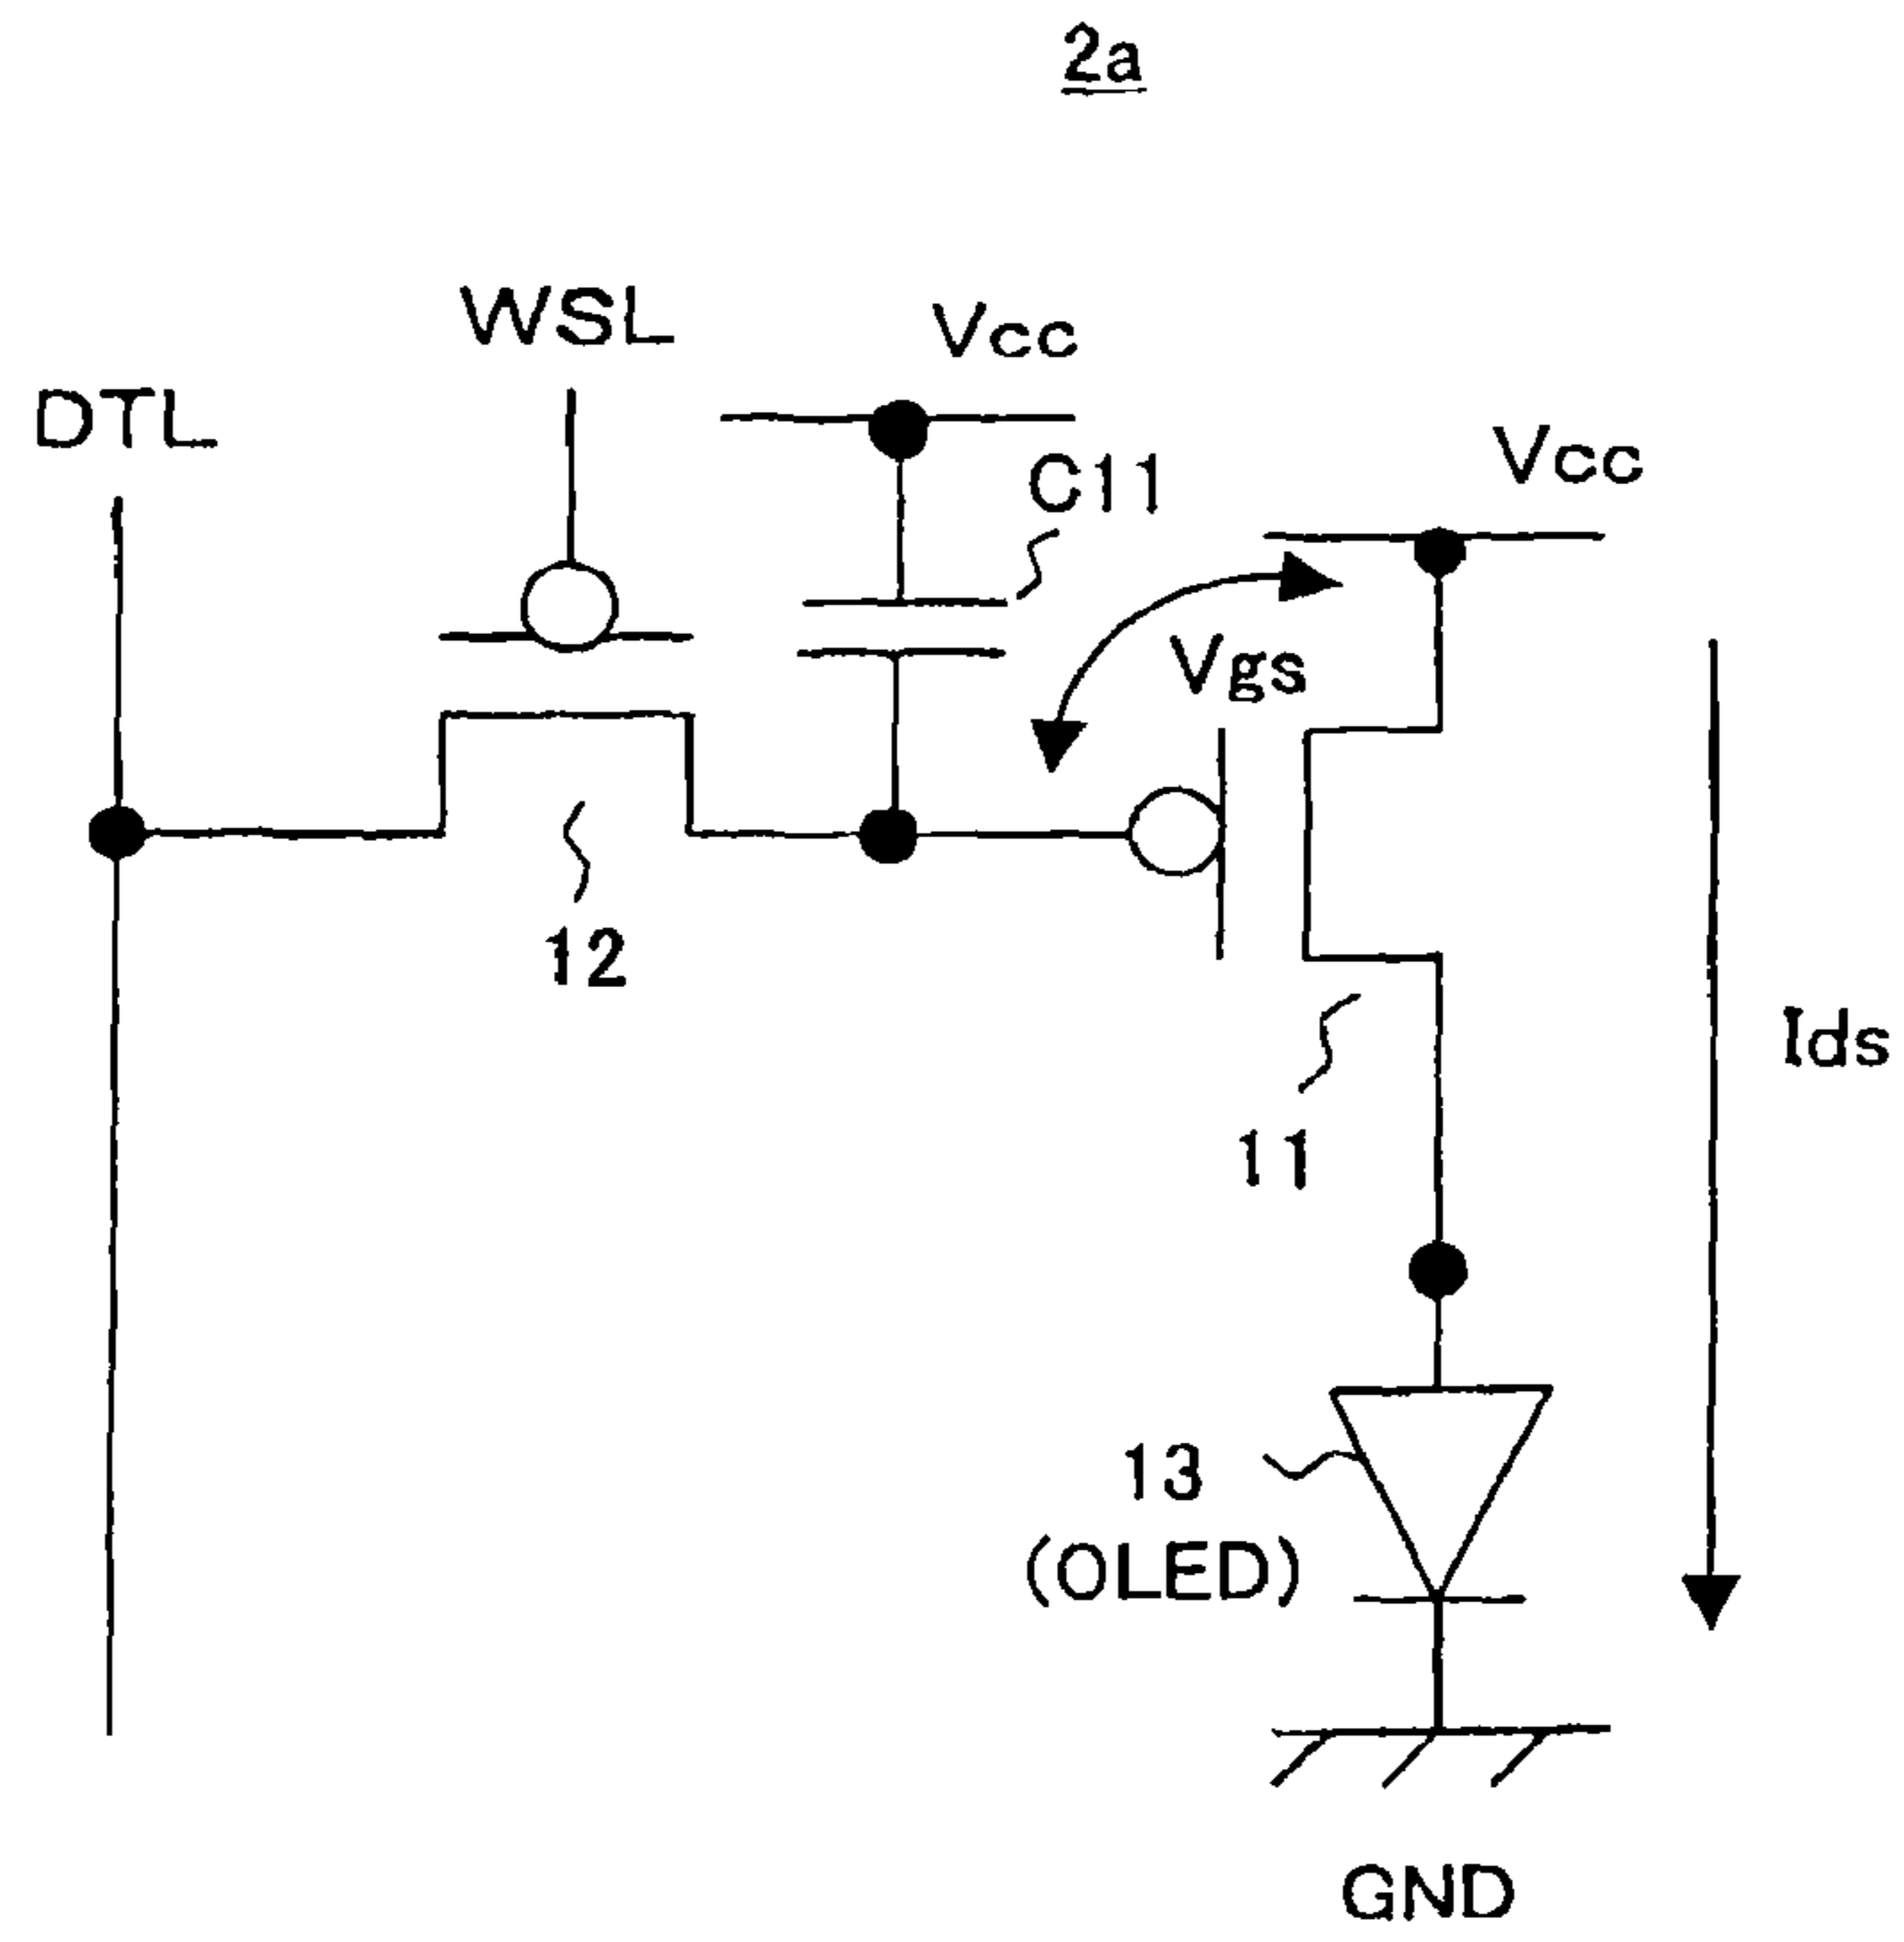 2a
WSL
Vcc
DTL
Vcc
C11
Vgs
12
Ids
11
13
(OLED)
GND